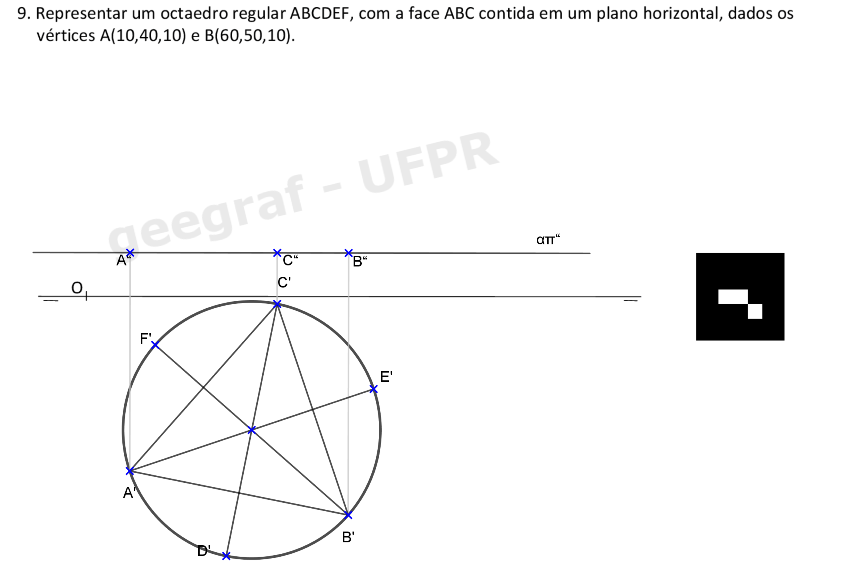 9. Representar um octaedro regular ABCDEF, com a face ABC contida em um plano horizontal, dados os
vértices A(10,40,10) e B(60,50,10).
geegraf - UFPR
απ“
A“
C“
B“
C'
O
F'
E'
A'
B'
D'